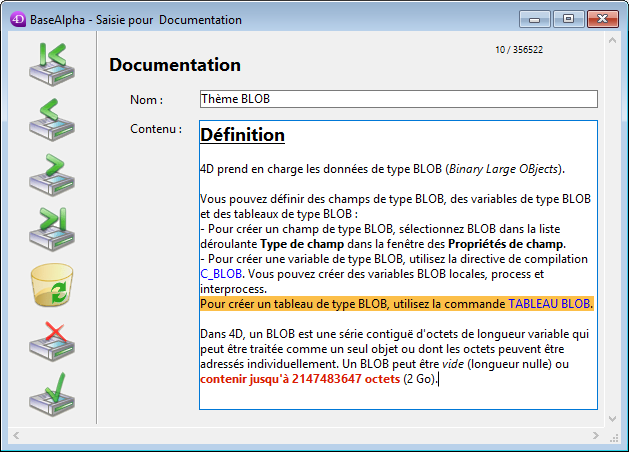 4D BaseAlpha - Saisie pour Documentation
10 / 356522
Documentation
Nom : Thème BLOB
Contenu : Définition
4D prend en charge les données de type BLOB (Binary Large OBjects).
Vous pouvez définir des champs de type BLOB, des variables de type BLOB
et des tableaux de type BLOB :
- Pour créer un champ de type BLOB, sélectionnez BLOB dans la liste
déroulante Type de champ dans la fenêtre des Propriétés de champ.
- Pour créer une variable de type BLOB, utilisez la directive de compilation
C_BLOB. Vous pouvez créer des variables BLOB locales, process et
interprocess.
Pour créer un tableau de type BLOB, utilisez la commande TABLEAU BLOB.
Dans 4D, un BLOB est une série contiguë d'octets de longueur variable qui
peut être traitée comme un seul objet ou dont les octets peuvent être
adressés individuellement. Un BLOB peut être vide (longueur nulle) ou
contenir jusqu'à 2147483647 octets (2 Go).